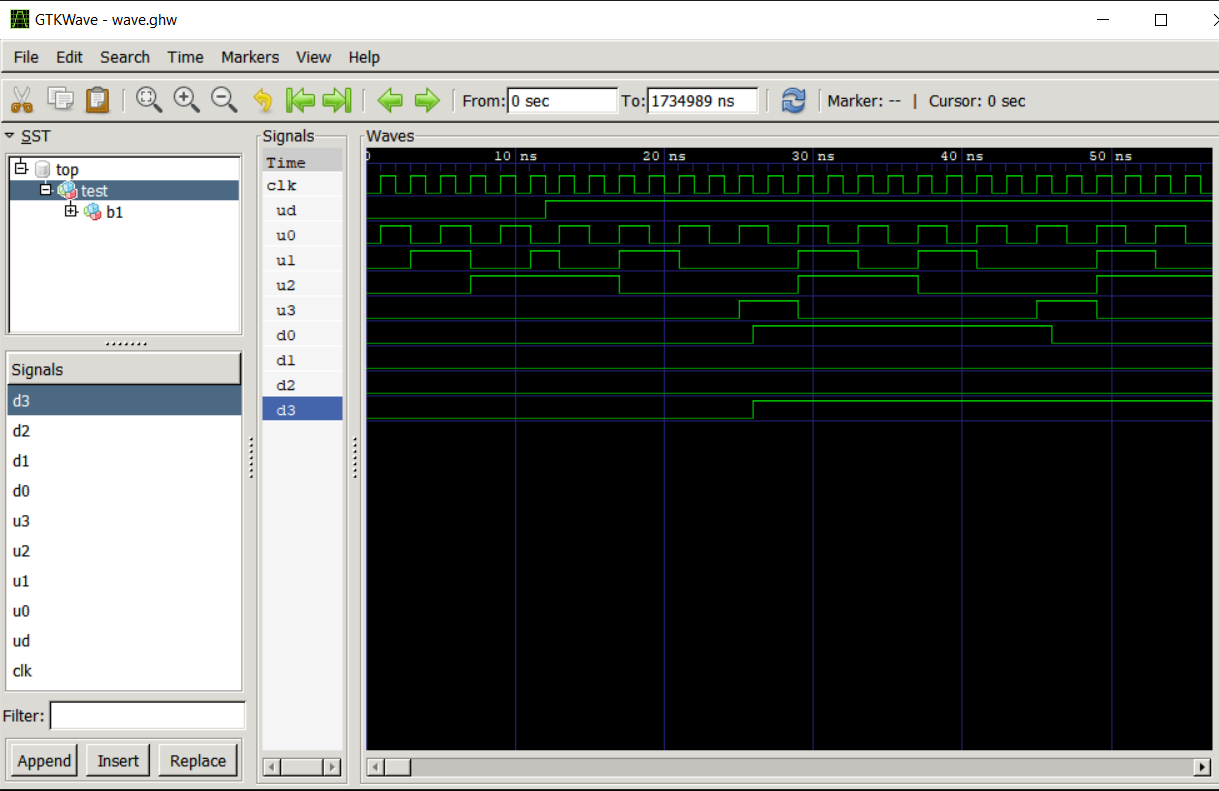 GTKWave - wave.ghw
File Edit Search Time Markers View Help
From: 0 sec To: 1734989 ns Marker: -- | Cursor: 0 sec
SST
top
test
b1
Signals
d3
d2
d1
d0
u3
u2
u1
u0
ud
clk
Filter:
Append Insert Replace
Signals
Time
clk
ud
u0
u1
u2
u3
d0
d1
d2
d3
Waves
0 10 ns 20 ns 30 ns 40 ns 50 ns